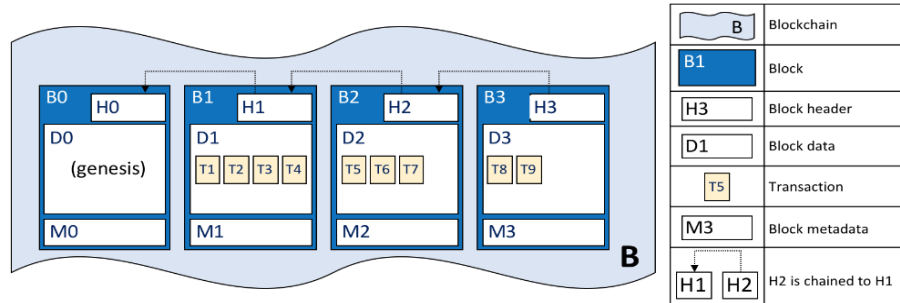 B0
H0
D0
(genesis)
M0
B1
H1
D1
T1 T2 T3 T4
M1
B2
H2
D2
T5 T6 T7
M2
B3
H3
D3
T8 T9
M3
B
B Blockchain
B1 Block
H3 Block header
D1 Block data
T5 Transaction
M3 Block metadata
H1 H2 H2 is chained to H1